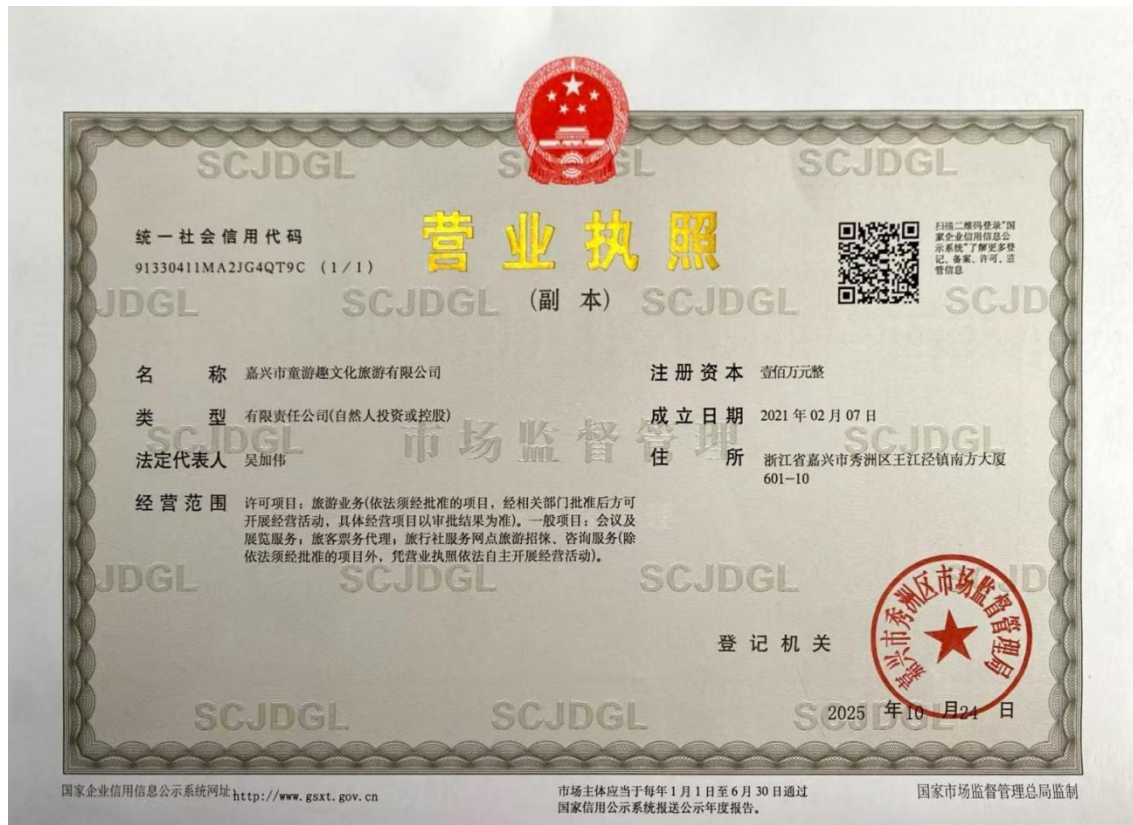 SCJDGL SCJDGL SCJDGL
营业执照
(副 本)
统一社会信用代码
91330411MA2JG4QT9C (1/1)
扫描二维码登录“国
家企业信用信息公
示系统”了解更多登
记、备案、许可、监
管信息
JDGL SCJDGL SCJDGL SCJD
名 称 嘉兴市童游趣文化旅游有限公司
类 型 有限责任公司(自然人投资或控股)
法定代表人 吴加伟
经营范围 许可项目：旅游业务(依法须经批准的项目，经相关部门批准后方可
开展经营活动，具体经营项目以审批结果为准)。一般项目：会议及
展览服务；旅客票务代理；旅行社服务网点旅游招徕、咨询服务(除
依法须经批准的项目外，凭营业执照依法自主开展经营活动)。
注册资本 壹佰万元整
成立日期 2021 年 02 月 07 日
住 所 浙江省嘉兴市秀洲区王江泾镇南方大厦
601-10
SCJDGL 市场监督管理 SCJDGL
JDGL SCJDGL SCJDGL JD
登记机关
嘉兴市秀洲区市场监督管理局
2025 年 10 月 24 日
SCJDGL SCJDGL SCJDGL
国家企业信用信息公示系统网址http://www.gsxt.gov.cn
市场主体应当于每年1月1日至6月30日通过
国家信用公示系统报送公示年度报告。
国家市场监督管理总局监制